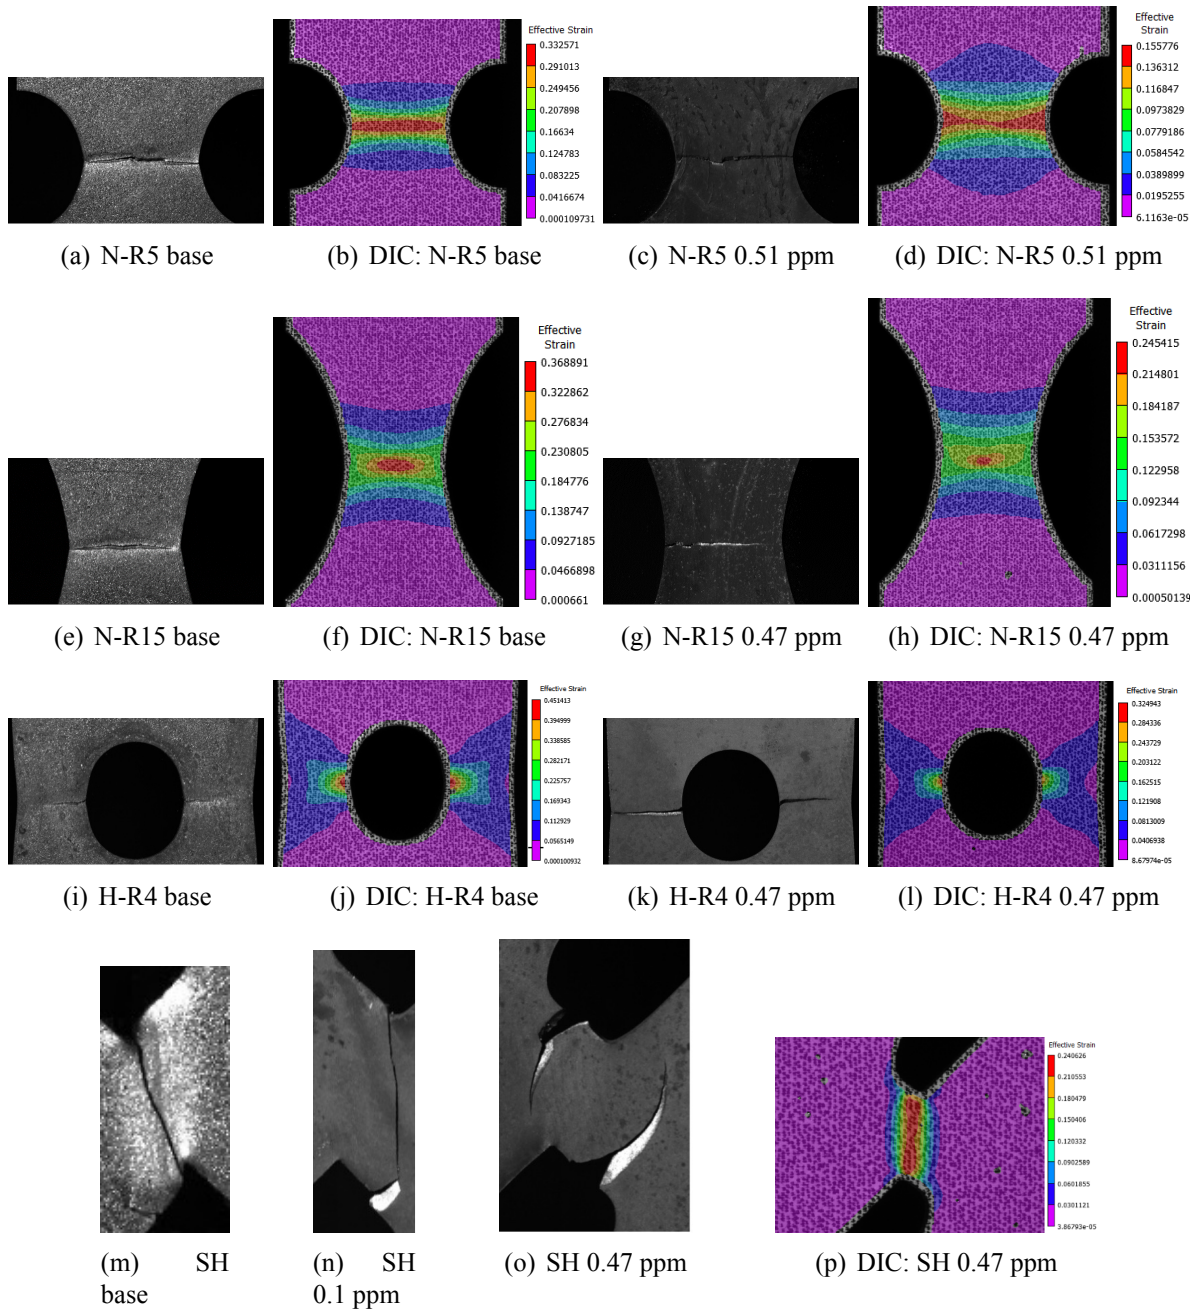 Effective Strain
0.332571
0.291013
0.249456
0.207898
0.16634
0.124783
0.083225
0.0416674
0.000109731
Effective Strain
0.155776
0.136312
0.116847
0.0973829
0.0779186
0.0584542
0.0389899
0.0195255
6.1163e-05
(a) N-R5 base
(b) DIC: N-R5 base
(c) N-R5 0.51 ppm
(d) DIC: N-R5 0.51 ppm
Effective
Strain
0.368891
0.322862
0.276834
0.230805
0.184776
0.138747
0.0927185
0.0466898
0.000661
Effective
Strain
0.245415
0.214801
0.184187
0.153572
0.122958
0.092344
0.0617298
0.0311156
0.00050139
(e) N-R15 base
(f) DIC: N-R15 base
(g) N-R15 0.47 ppm
(h) DIC: N-R15 0.47 ppm
Effective Strain
0.451413
0.394999
0.338585
0.282171
0.225757
0.169343
0.112929
0.0565149
0.000100932
Effective Strain
0.324943
0.284336
0.243729
0.203122
0.162515
0.121908
0.0813009
0.0406938
8.67974e-05
(i) H-R4 base
(j) DIC: H-R4 base
(k) H-R4 0.47 ppm
(l) DIC: H-R4 0.47 ppm
Effective Strain
0.240626
0.210553
0.180479
0.150406
0.120332
0.0902589
0.0601855
0.0301121
3.86793e-05
(m) SH
base
(n) SH
0.1 ppm
(o) SH 0.47 ppm
(p) DIC: SH 0.47 ppm